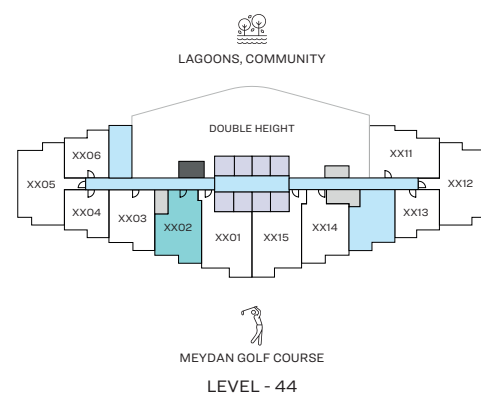 LAGOONS, COMMUNITY
DOUBLE HEIGHT
XX06
XX11
XX05
XX12
XX04
XX03
XX02
XX01
XX15
XX14
XX13
MEYDAN GOLF COURSE
LEVEL - 44